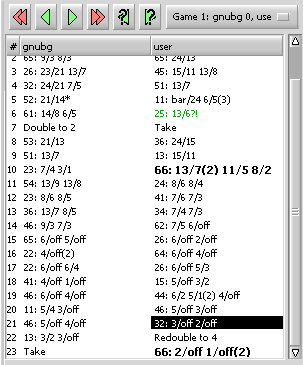 Game 1: gnubg 0, use
# gnubg user
2 65: 9/3 8/3 65: 24/13
3 26: 23/21 13/7 45: 15/11 13/8
4 32: 24/21 7/5 51: 13/7
5 52: 21/14* 11: bar/24 6/5(3)
6 61: 14/8 6/5 25: 13/6?!
7 Double to 2 Take
8 53: 21/13 36: 24/15
9 51: 13/7 13: 15/11
10 23: 7/4 3/1 66: 13/7(2) 11/5 8/2
11 54: 13/9 13/8 24: 8/6 8/4
12 23: 8/6 8/5 41: 7/6 7/3
13 36: 13/7 8/5 34: 7/4 7/3
14 46: 9/3 7/3 62: 7/5 7/1
15 65: 6/off 5/off 26: 6/off 2/off
16 22: 4/off(2) 64: 6/off 4/off
17 22: 6/off 6/4 26: 6/off 5/3
18 41: 4/off 1/off 15: 5/off 3/2
19 46: 6/off 4/off 44: 6/2 5/1(2) 4/off
20 11: 5/4 3/off 46: 5/off 3/off
21 46: 5/off 4/off 32: 3/off 2/off
22 13: 3/2 3/off Redouble to 4
23 Take 66: 2/off 1/off(2)